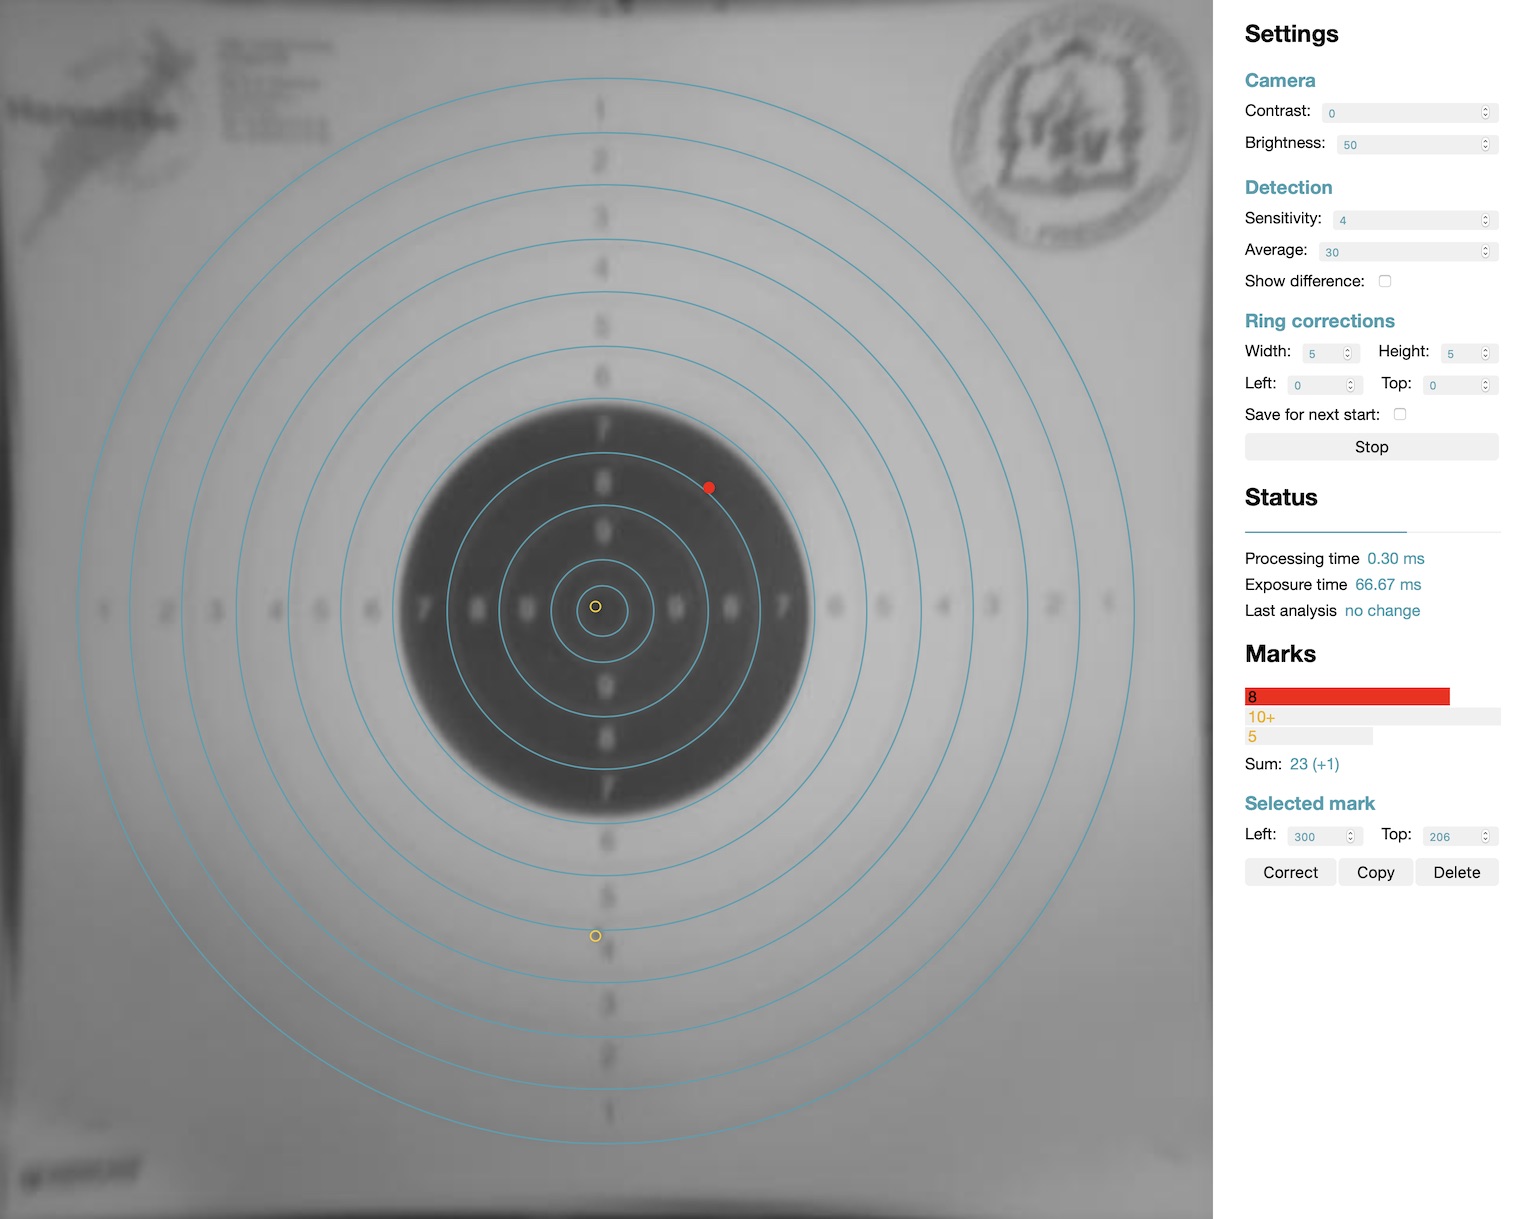 1
2
3
4
5
6
7
8
9
1 2 3 4 5 6 7 8 9 9 8 7 6 5 4 3 2 1
9
8
7
6
5
4
3
2
1
Settings
Camera
Contrast: 0
Brightness: 50
Detection
Sensitivity: 4
Average: 30
Show difference:
Ring corrections
Width: 5 Height: 5
Left: 0 Top: 0
Save for next start:
Stop
Status
Processing time 0.30 ms
Exposure time 66.67 ms
Last analysis no change
Marks
8
10+
5
Sum: 23 (+1)
Selected mark
Left: 300 Top: 206
Correct Copy Delete